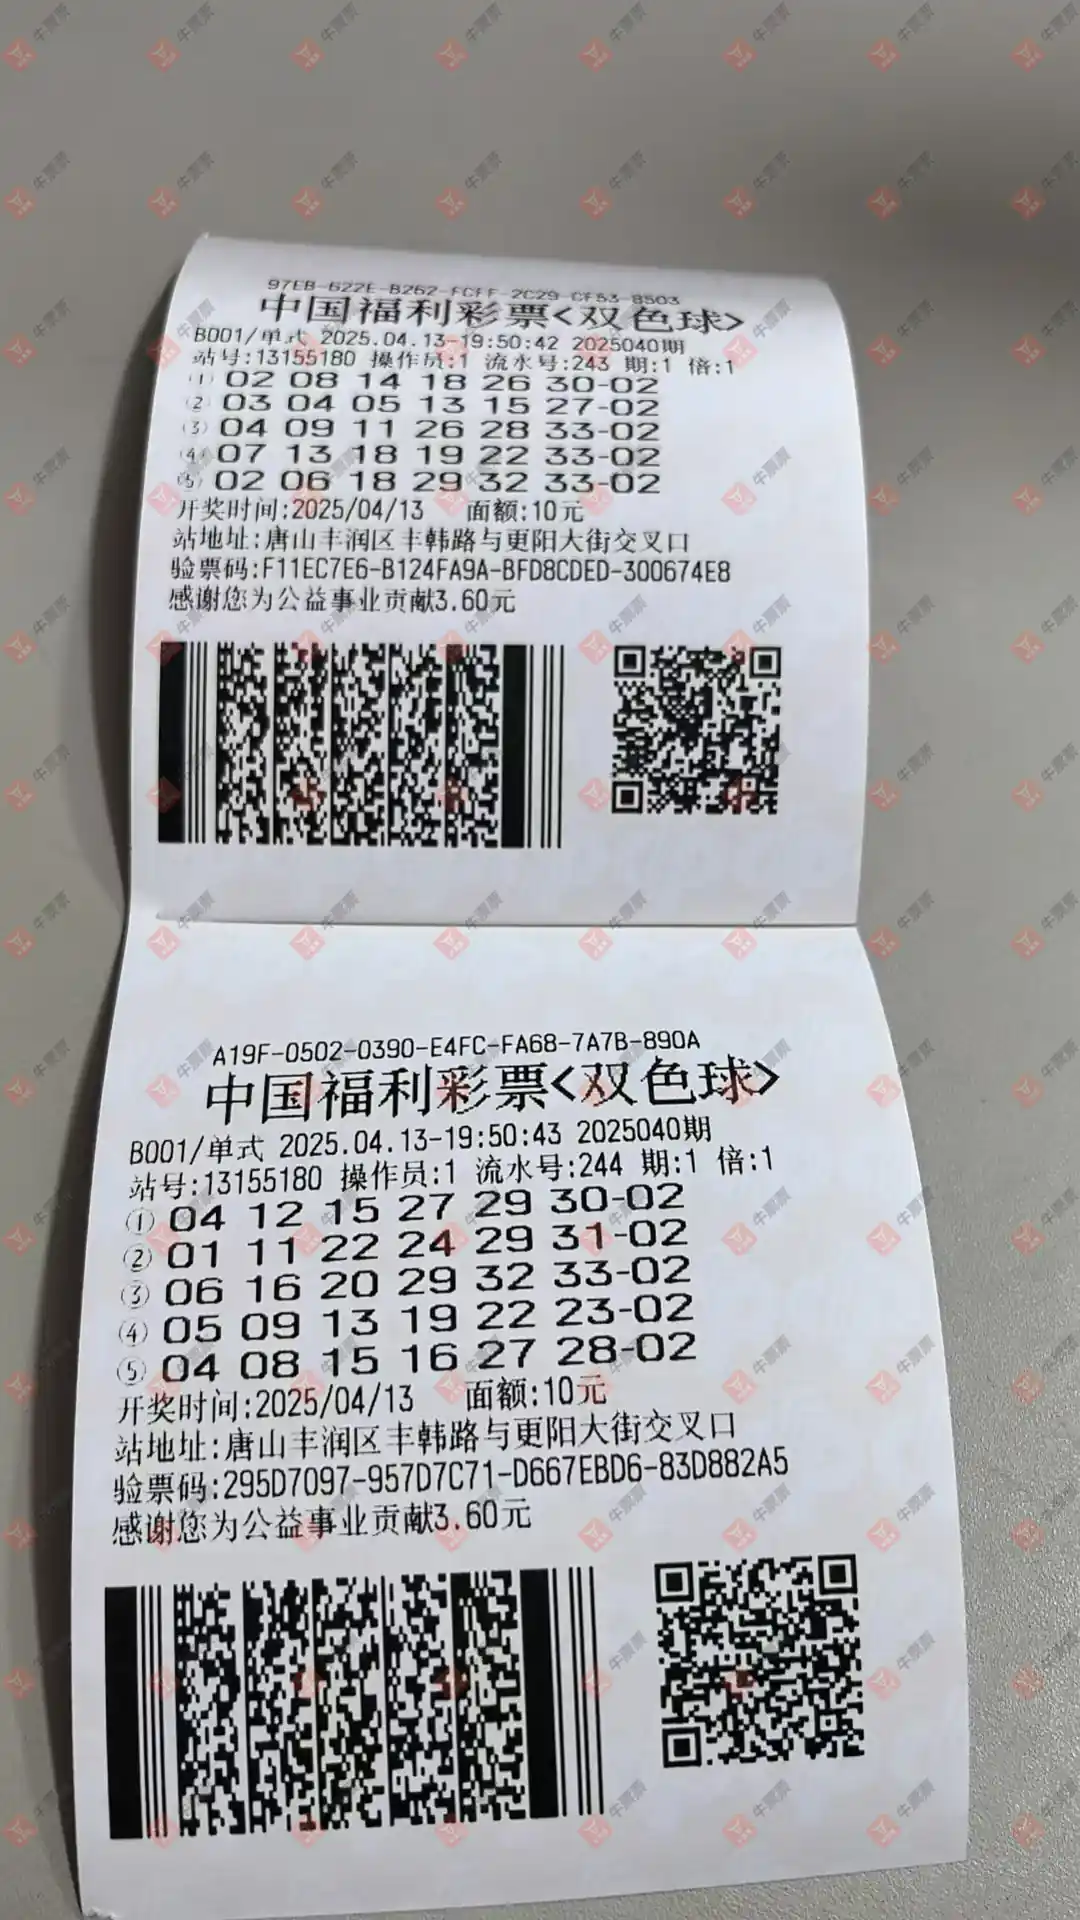 97EB-622E-B262-FCFF-2C29-CF53-8503
中国福利彩票<双色球>
B001/单式 2025.04.13-19:50:42 2025040期
站号:13155180 操作员:1 流水号:243 期:1 倍:1
① 02 08 14 18 26 30-02
② 03 04 05 13 15 27-02
③ 04 09 11 26 28 33-02
④ 07 13 18 19 22 33-02
⑤ 02 06 18 29 32 33-02
开奖时间:2025/04/13 面额:10元
站地址:唐山丰润区丰韩路与更阳大街交叉口
验票码:F11EC7E6-B124FA9A-BFD8CDED-300674E8
感谢您为公益事业贡献3.60元
A19F-0502-0390-E4FC-FA68-7A7B-890A
中国福利彩票<双色球>
B001/单式 2025.04.13-19:50:43 2025040期
站号:13155180 操作员:1 流水号:244 期:1 倍:1
① 04 12 15 27 29 30-02
② 01 11 22 24 29 31-02
③ 06 16 20 29 32 33-02
④ 05 09 13 19 22 23-02
⑤ 04 08 15 16 27 28-02
开奖时间:2025/04/13 面额:10元
站地址:唐山丰润区丰韩路与更阳大街交叉口
验票码:295D7097-957D7C71-D667EBD6-83D882A5
感谢您为公益事业贡献3.60元
牛票票